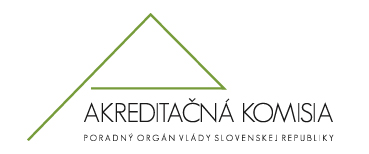 AKREDITAČNÁ KOMISIA
PORADNÝ ORGÁN VLÁDY SLOVENSKEJ REPUBLIKY